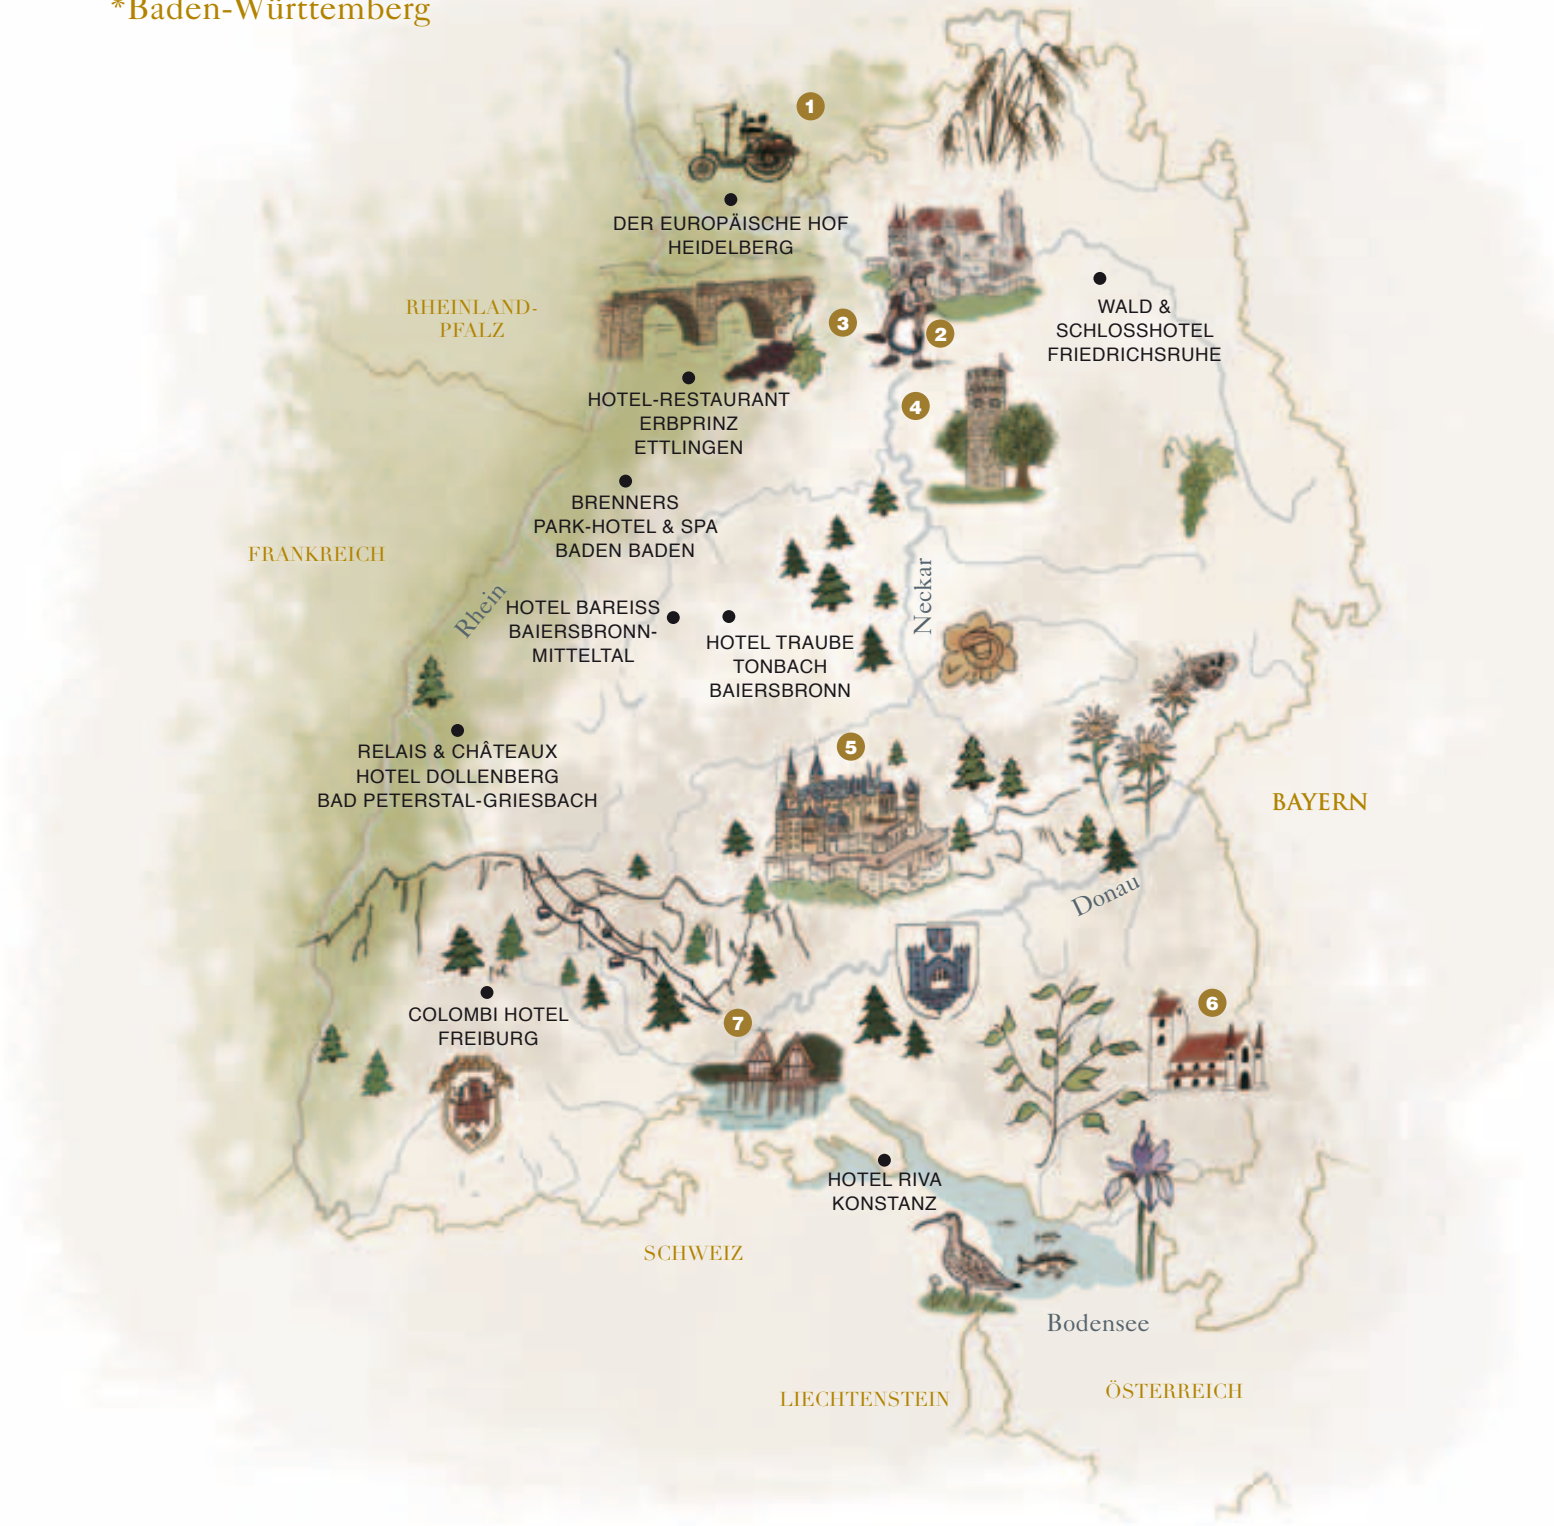 *Baden-Württemberg
1
DER EUROPÄISCHE HOF
HEIDELBERG
RHEINLAND-
PFALZ
3
2
WALD &
SCHLOSSHOTEL
FRIEDRICHSRUHE
4
HOTEL-RESTAURANT
ERBPRINZ
ETTLINGEN
BRENNERS
PARK-HOTEL & SPA
BADEN BADEN
FRANKREICH
Rhein
Neckar
HOTEL BAREISS
BAIERSBRONN-
MITTELTAL
HOTEL TRAUBE
TONBACH
BAIERSBRONN
RELAIS & CHÂTEAUX
HOTEL DOLLENBERG
BAD PETERSTAL-GRIESBACH
5
BAYERN
Donau
COLOMBI HOTEL
FREIBURG
7
6
HOTEL RIVA
KONSTANZ
SCHWEIZ
Bodensee
LIECHTENSTEIN
ÖSTERREICH